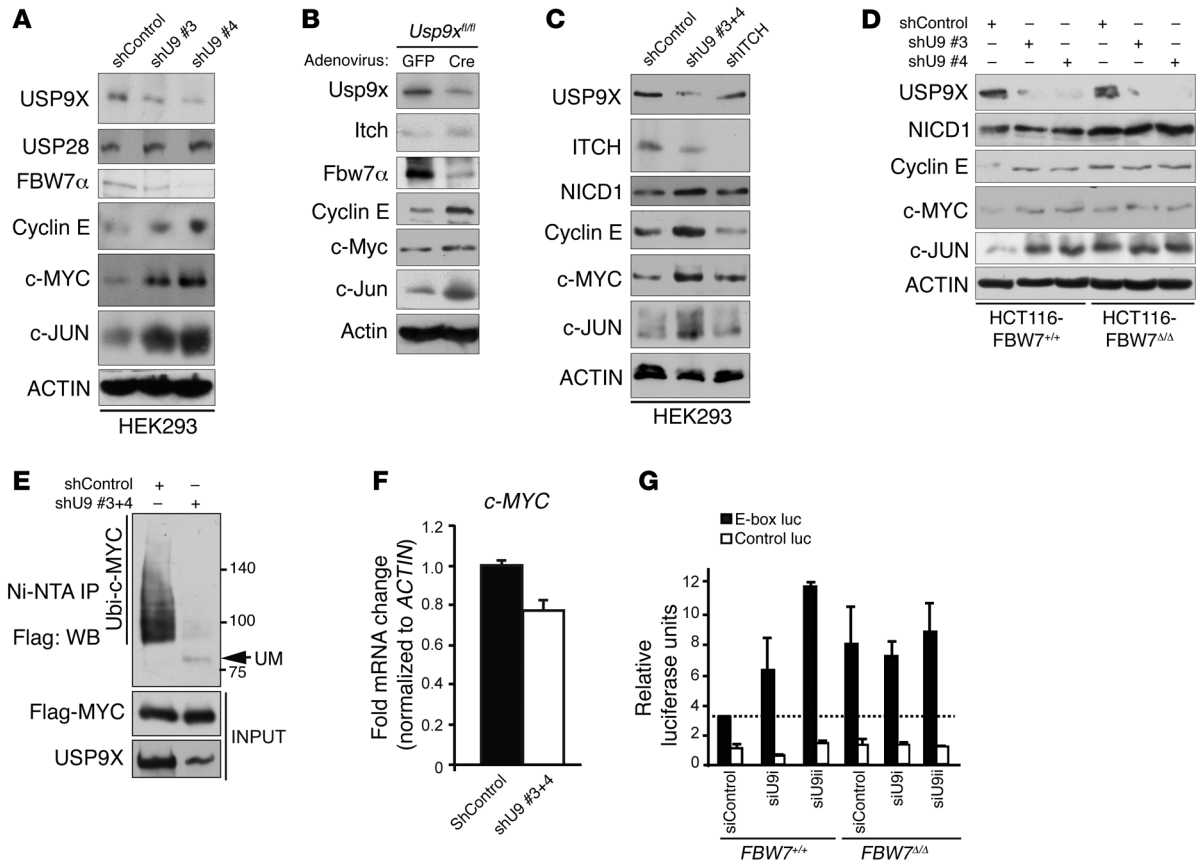 A
shControl
shU9 #3
shU9 #4
USP9X
USP28
FBW7α
Cyclin E
c-MYC
c-JUN
ACTIN
HEK293
B
Usp9xfl/fl
Adenovirus: GFP Cre
Usp9x
Itch
Fbw7α
Cyclin E
c-Myc
c-Jun
Actin
C
shControl
shU9 #3+4
shITCH
USP9X
ITCH
NICD1
Cyclin E
c-MYC
c-JUN
ACTIN
HEK293
D
shControl + – – + – –
shU9 #3 – + – – + –
shU9 #4 – – + – – +
USP9X
NICD1
Cyclin E
c-MYC
c-JUN
ACTIN
HCT116- HCT116-
FBW7+/+ FBW7Δ/Δ
E
shControl + –
shU9 #3+4 – +
Ubi-c-MYC
Ni-NTA IP
Flag: WB
140
100
UM
75
Flag-MYC
USP9X
INPUT
F
c-MYC
Fold mRNA change
(normalized to ACTIN)
1.2
1.0
0.8
0.6
0.4
0.2
0
ShControl
shU9 #3+4
G
E-box luc
Control luc
Relative
luciferase units
12
10
8
6
4
2
0
siControl
siU9i
siU9ii
siControl
siU9i
siU9ii
FBW7+/+ FBW7Δ/Δ